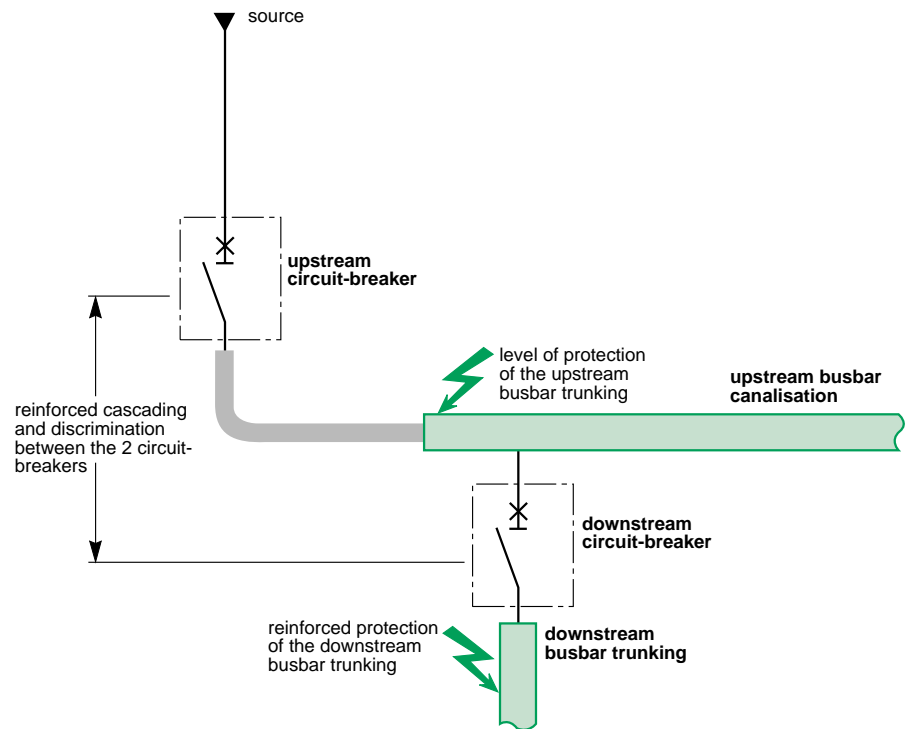 source
upstream
circuit-breaker
level of protection
of the upstream
busbar trunking
upstream busbar
canalisation
reinforced cascading
and discrimination
between the 2 circuit-
breakers
downstream
circuit-breaker
reinforced protection
of the downstream
busbar trunking
downstream
busbar trunking